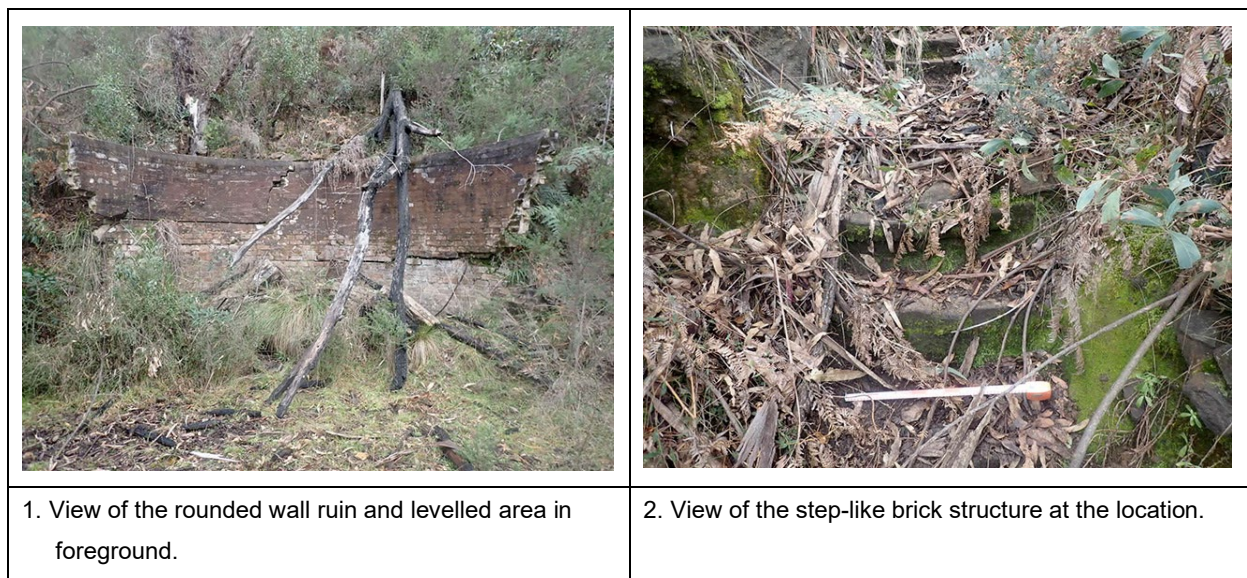 1. View of the rounded wall ruin and levelled area in
foreground.
2. View of the step-like brick structure at the location.